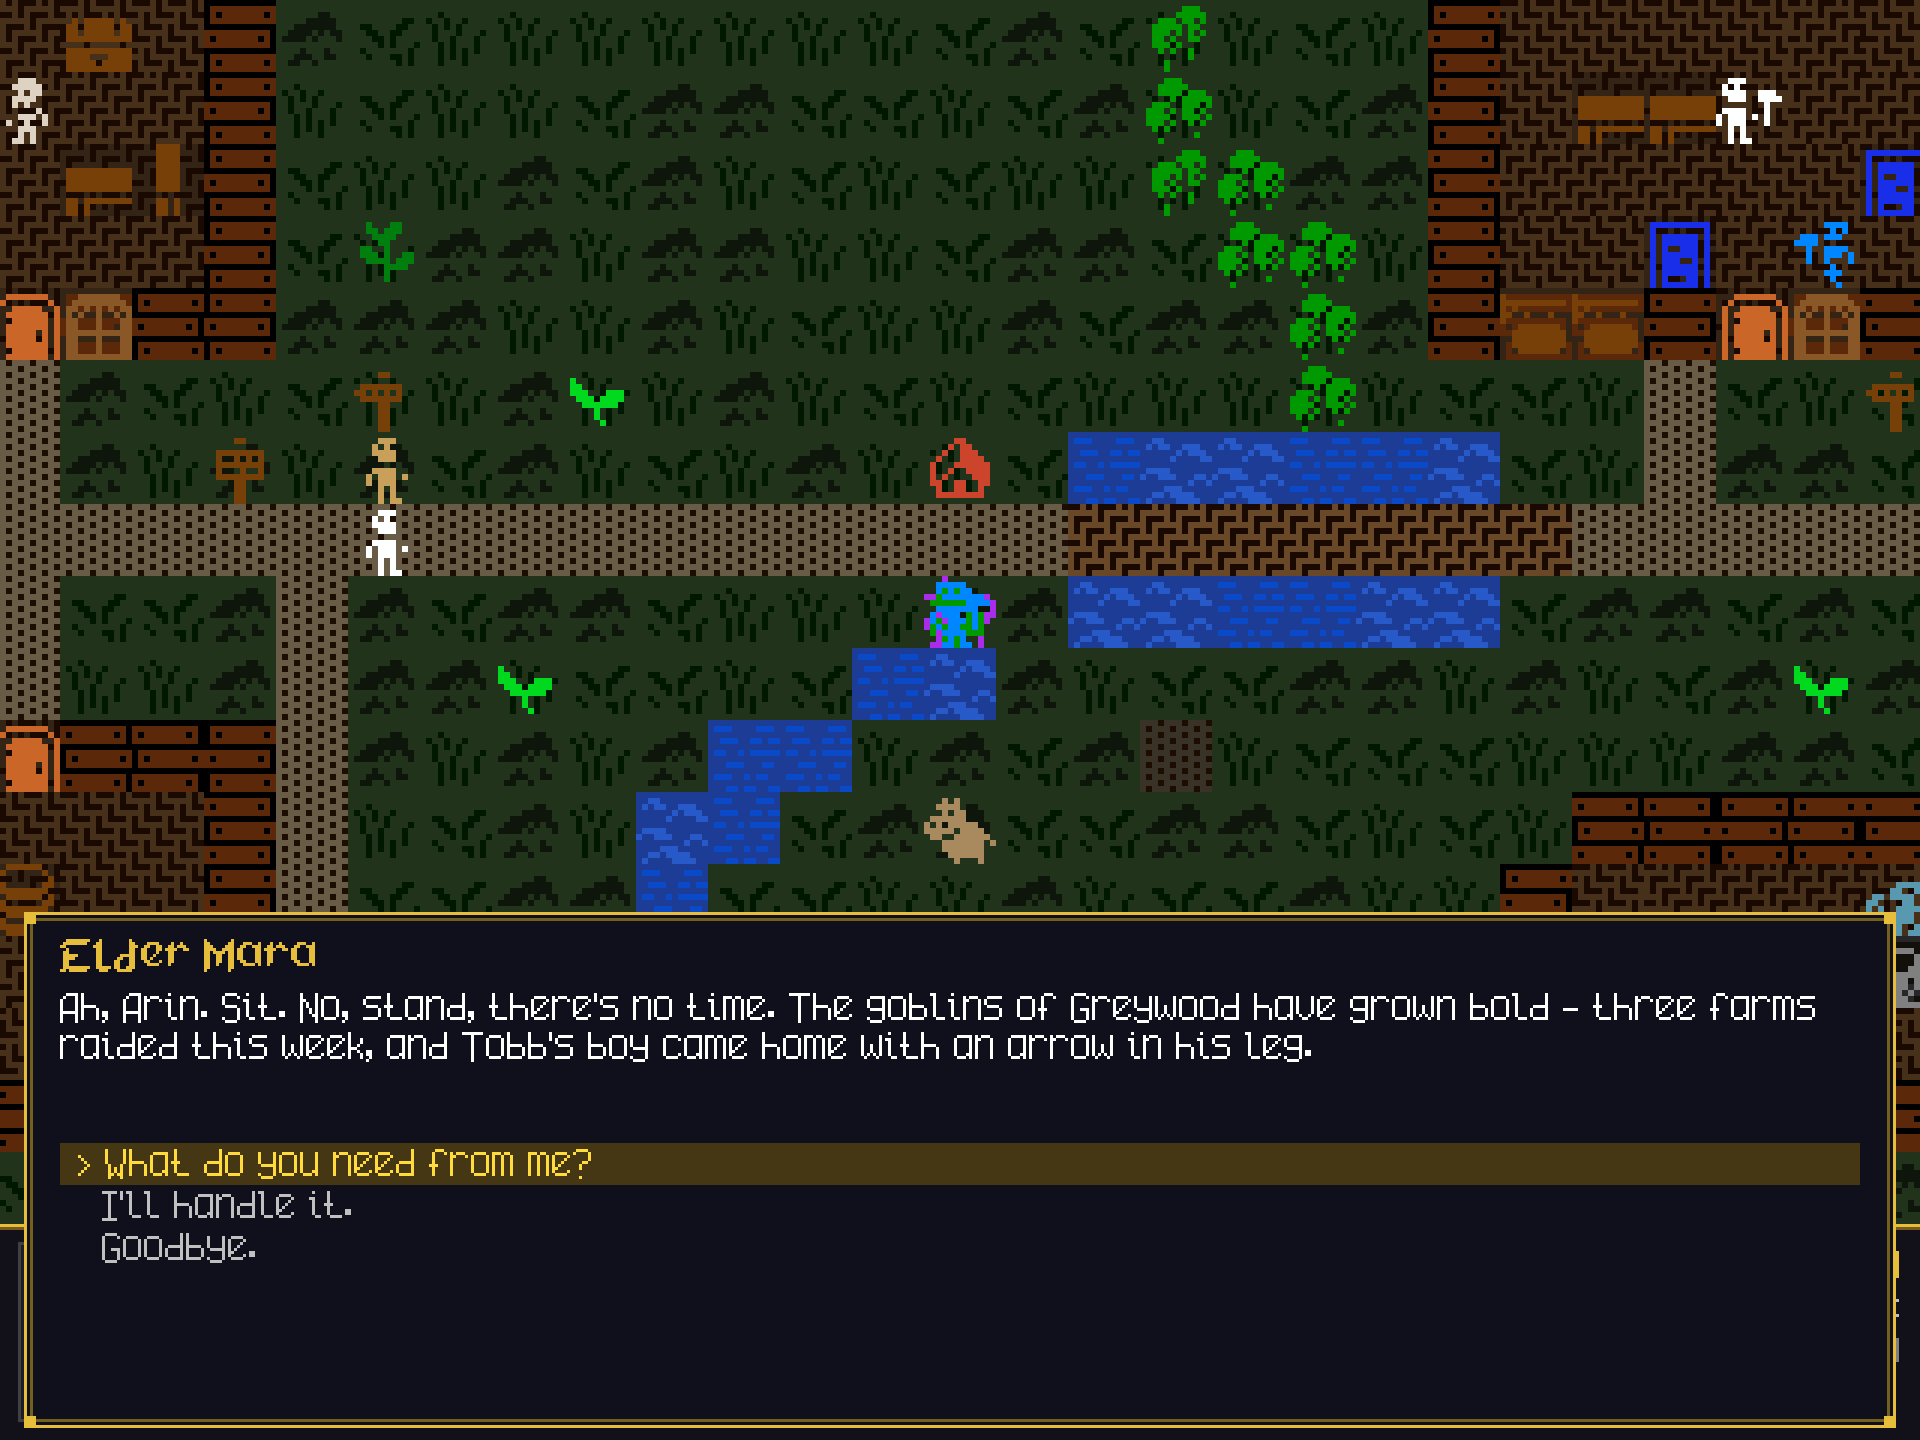 Elder Mara
Ah, Arin. Sit. No, stand, there's no time. The goblins of Greywood have grown bold - three farms
raided this week, and Tobb's boy came home with an arrow in his leg.
> What do you need from me?
I'll handle it.
Goodbye.